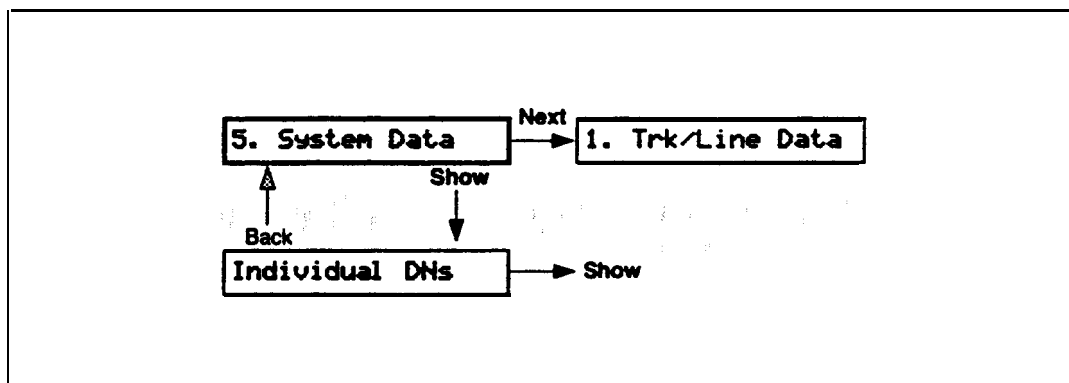 Next
5. System Data
1. Trk/Line Data
Show
Back
Individual DNs
Show